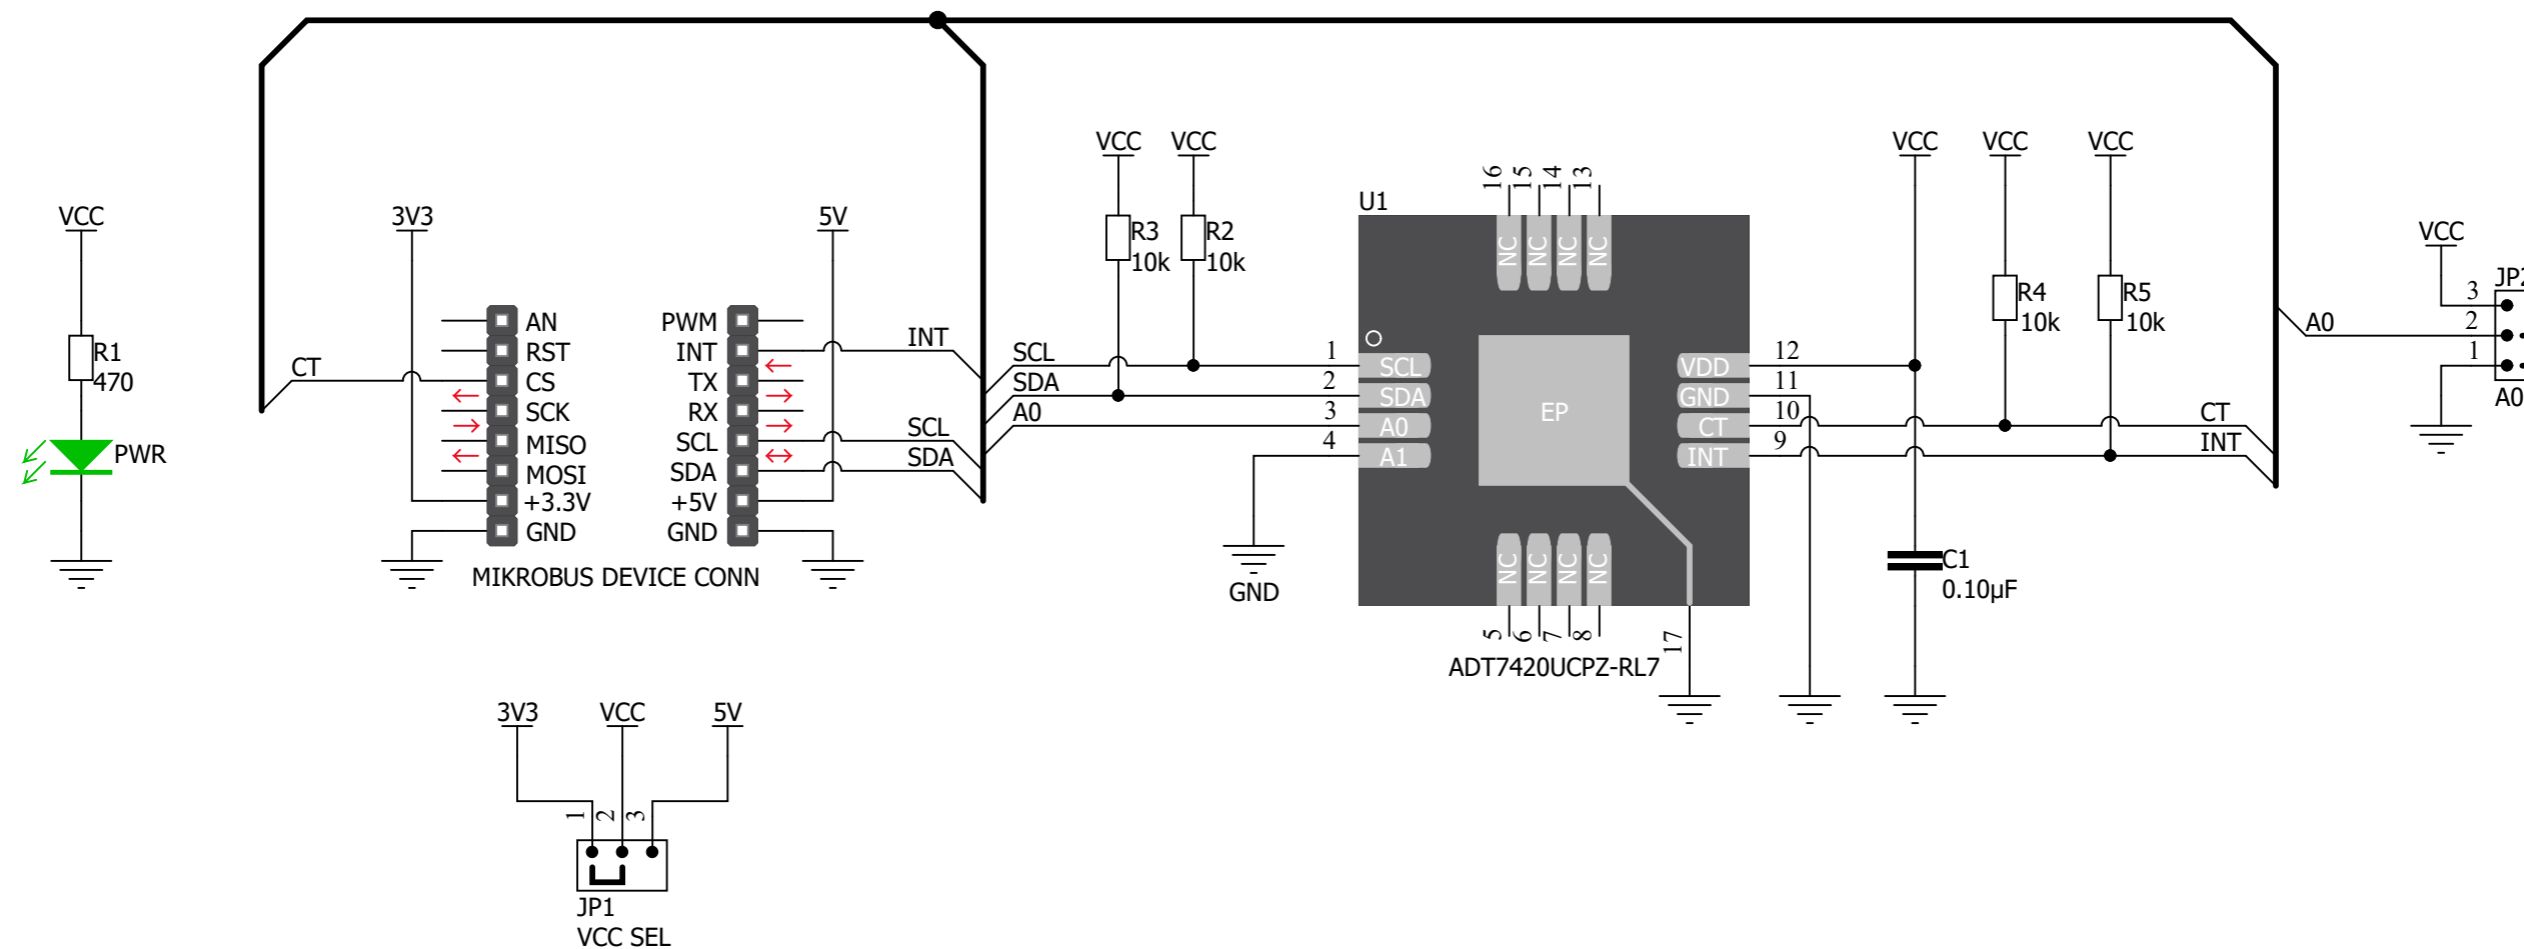 VCC
R1
470
PWR
3V3
5V
CT
AN
RST
CS
SCK
MISO
MOSI
+3.3V
GND
PWM
INT
TX
RX
SCL
SDA
+5V
GND
MIKROBUS DEVICE CONN
INT
SCL
SDA
SCL
SDA
A0
VCC
VCC
R3
10k
R2
10k
GND
U1
16
15
14
13
NC
NC
NC
NC
1
2
3
4
SCL
SDA
A0
A1
EP
VDD
GND
CT
INT
12
11
10
9
NC
NC
NC
NC
5
6
7
8
17
ADT7420UCPZ-RL7
VCC
VCC
VCC
R4
10k
R5
10k
C1
0.10µF
CT
INT
A0
VCC
JP2
3
2
1
A0
3V3
VCC
5V
1
2
3
JP1
VCC SEL